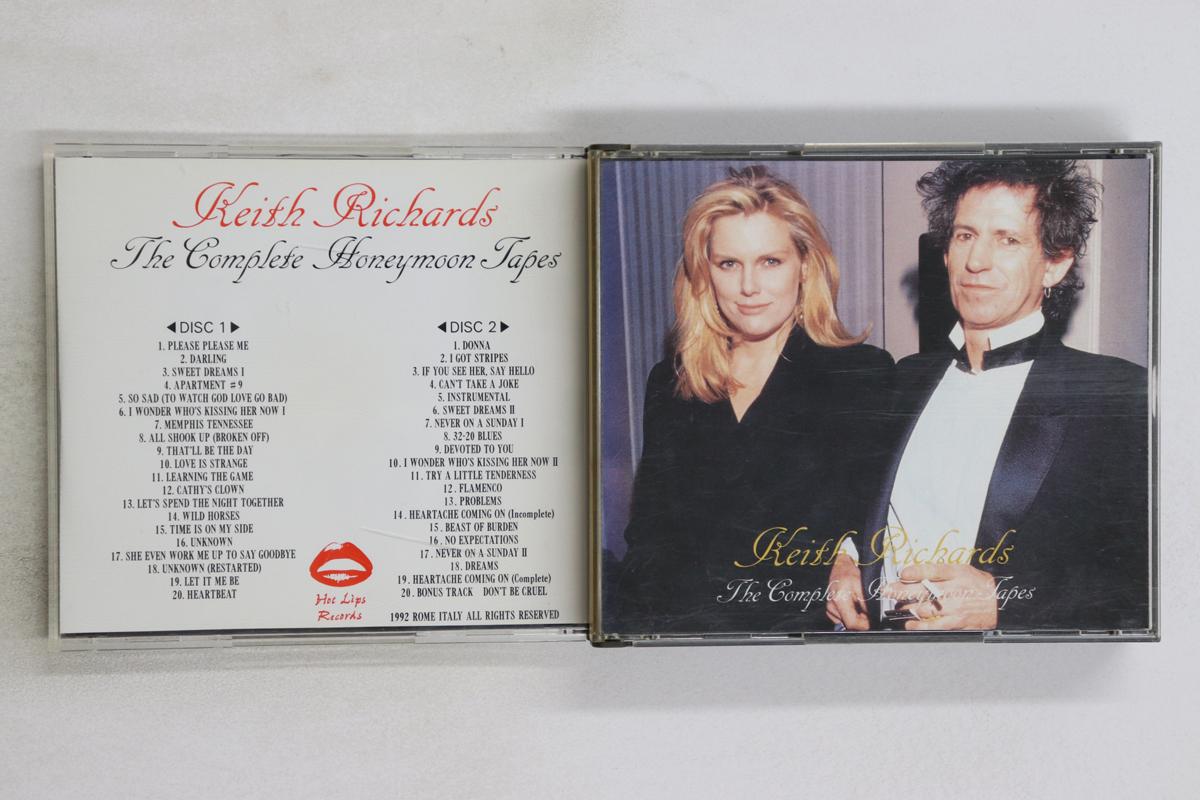 Keith Richards
The Complete Honeymoon Tapes
◀DISC 1▶
1. PLEASE PLEASE ME
2. DARLING
3. SWEET DREAMS I
4. APARTMENT #9
5. SO SAD (TO WATCH GOD LOVE GO BAD)
6. I WONDER WHO'S KISSING HER NOW I
7. MEMPHIS TENNESSEE
8. ALL SHOOK UP (BROKEN OFF)
9. THAT'LL BE THE DAY
10. LOVE IS STRANGE
11. LEARNING THE GAME
12. CATHY'S CLOWN
13. LET'S SPEND THE NIGHT TOGETHER
14. WILD HORSES
15. TIME IS ON MY SIDE
16. UNKNOWN
17. SHE EVEN WORK ME UP TO SAY GOODBYE
18. UNKNOWN (RESTARTED)
19. LET IT ME BE
20. HEARTBEAT
◀DISC 2▶
1. DONNA
2. I GOT STRIPES
3. IF YOU SEE HER, SAY HELLO
4. CAN'T TAKE A JOKE
5. INSTRUMENTAL
6. SWEET DREAMS II
7. NEVER ON A SUNDAY I
8. 32-20 BLUES
9. DEVOTED TO YOU
10. I WONDER WHO'S KISSING HER NOW II
11. TRY A LITTLE TENDERNESS
12. FLAMENCO
13. PROBLEMS
14. HEARTACHE COMING ON (Incomplete)
15. BEAST OF BURDEN
16. NO EXPECTATIONS
17. NEVER ON A SUNDAY II
18. DREAMS
19. HEARTACHE COMING ON (Complete)
20. BONUS TRACK DON'T BE CRUEL
Hot Lips
Records
1992 ROME ITALY ALL RIGHTS RESERVED
Keith Richards
The Complete Honeymoon Tapes